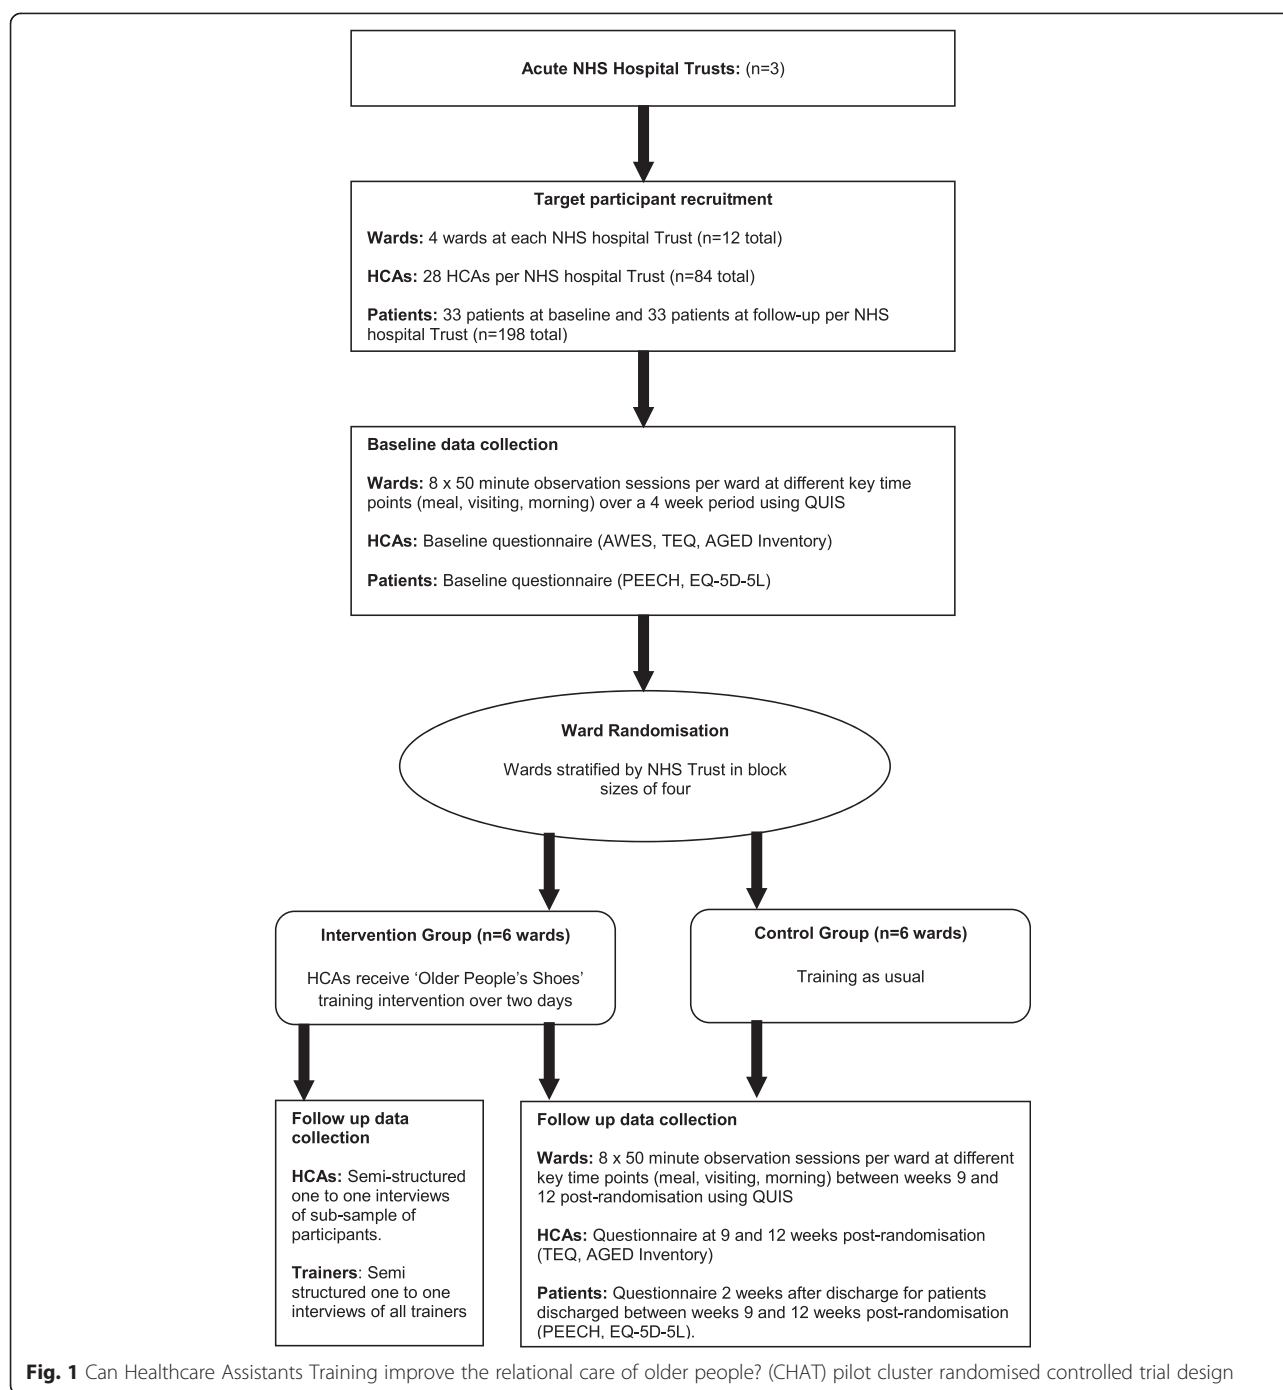 Acute NHS Hospital Trusts: (n=3)
Target participant recruitment
Wards: 4 wards at each NHS hospital Trust (n=12 total)
HCAs: 28 HCAs per NHS hospital Trust (n=84 total)
Patients: 33 patients at baseline and 33 patients at follow-up per NHS
hospital Trust (n=198 total)
Baseline data collection
Wards: 8 x 50 minute observation sessions per ward at different key time
points (meal, visiting, morning) over a 4 week period using QUIS
HCAs: Baseline questionnaire (AWES, TEQ, AGED Inventory)
Patients: Baseline questionnaire (PEECH, EQ-5D-5L)
Ward Randomisation
Wards stratified by NHS Trust in block
sizes of four
Intervention Group (n=6 wards)
HCAs receive ‘Older People’s Shoes’
training intervention over two days
Control Group (n=6 wards)
Training as usual
Follow up data
collection
HCAs: Semi-structured
one to one interviews
of sub-sample of
participants.
Trainers: Semi
structured one to one
interviews of all trainers
Follow up data collection
Wards: 8 x 50 minute observation sessions per ward at different
key time points (meal, visiting, morning) between weeks 9 and
12 post-randomisation using QUIS
HCAs: Questionnaire at 9 and 12 weeks post-randomisation
(TEQ, AGED Inventory)
Patients: Questionnaire 2 weeks after discharge for patients
discharged between weeks 9 and 12 weeks post-randomisation
(PEECH, EQ-5D-5L).
Fig. 1 Can Healthcare Assistants Training improve the relational care of older people? (CHAT) pilot cluster randomised controlled trial design